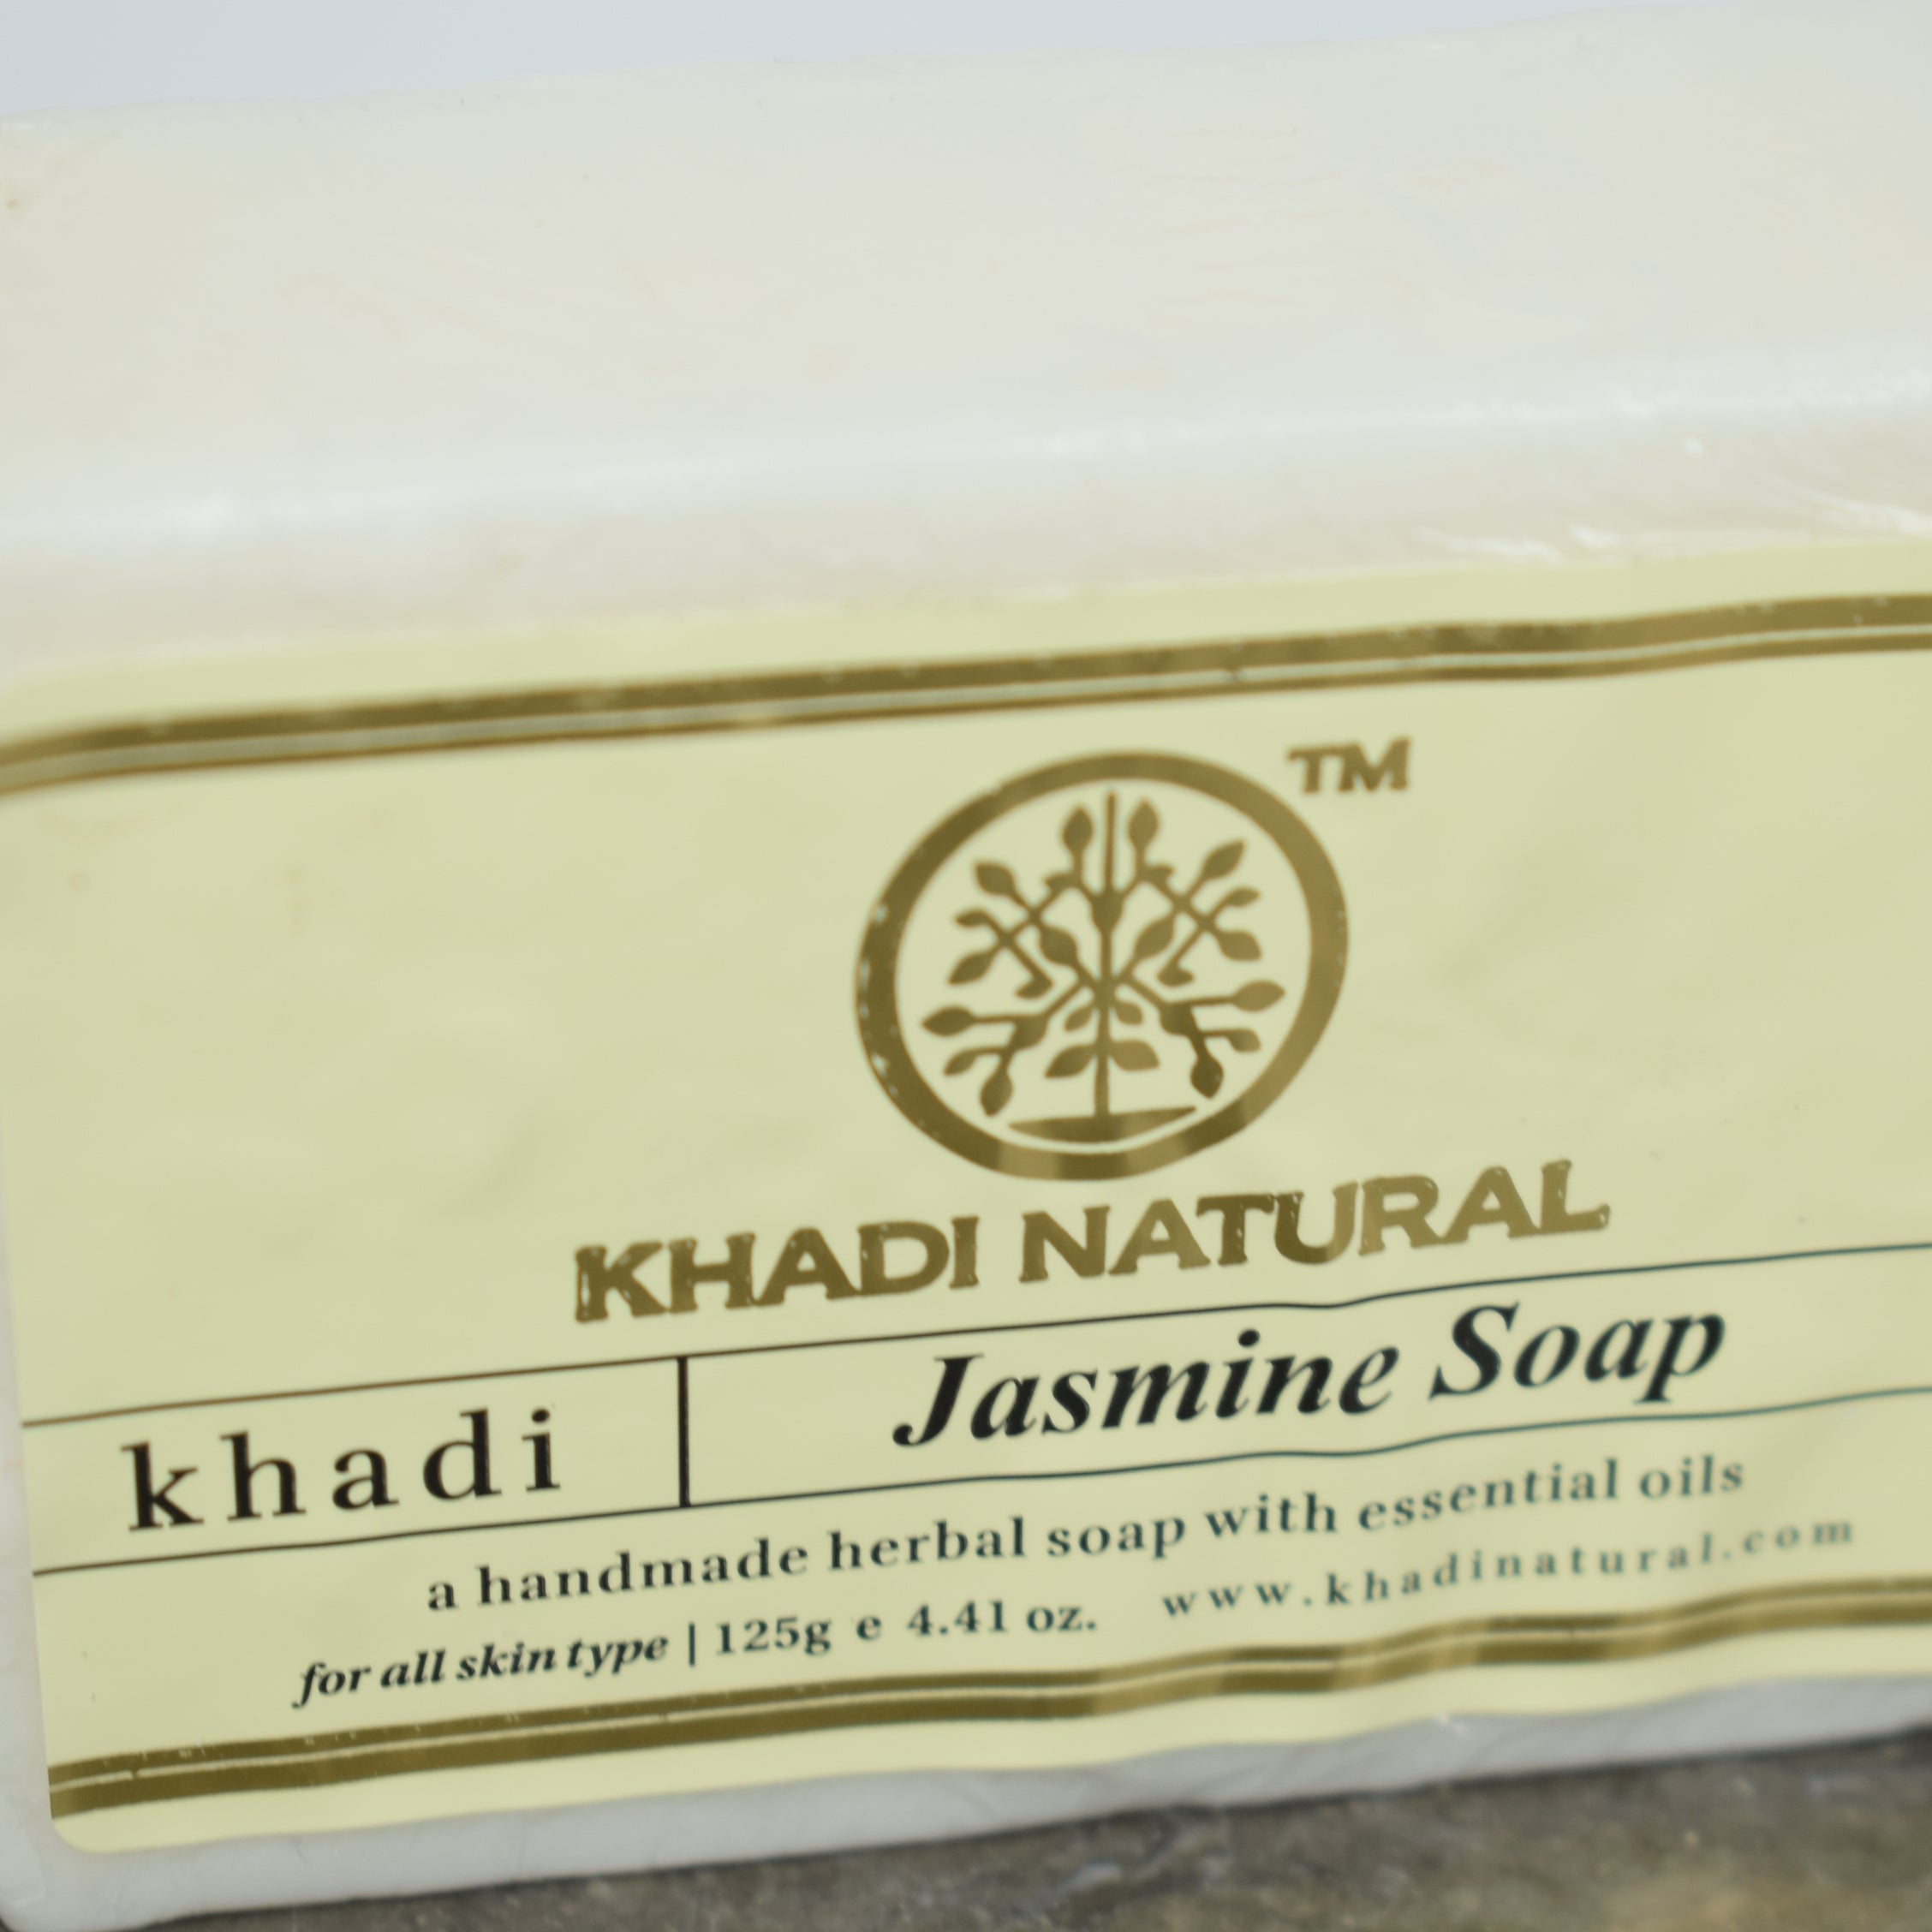 TM
KHADI NATURAL
khadi | Jasmine Soap
a handmade herbal soap with essential oils
for all skin type | 125g e 4.41 oz. www.khadinatural.com